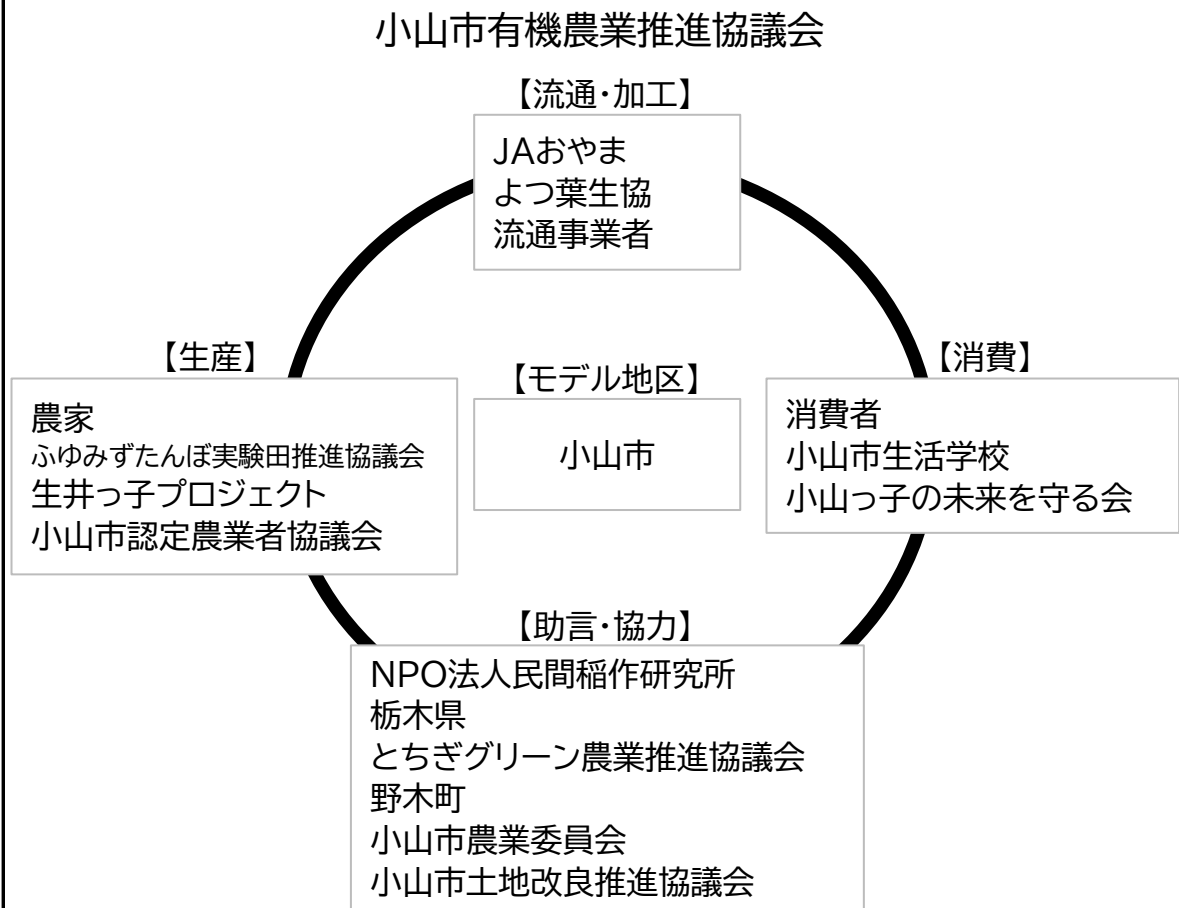 小山市有機農業推進協議会
【流通・加工】
JAおやま
よつ葉生協
流通事業者
【生産】
農家
ふゆみずたんぼ実験田推進協議会
生井っ子プロジェクト
小山市認定農業者協議会
【モデル地区】
小山市
【消費】
消費者
小山市生活学校
小山っ子の未来を守る会
【助言・協力】
NPO法人民間稲作研究所
栃木県
とちぎグリーン農業推進協議会
野木町
小山市農業委員会
小山市土地改良推進協議会